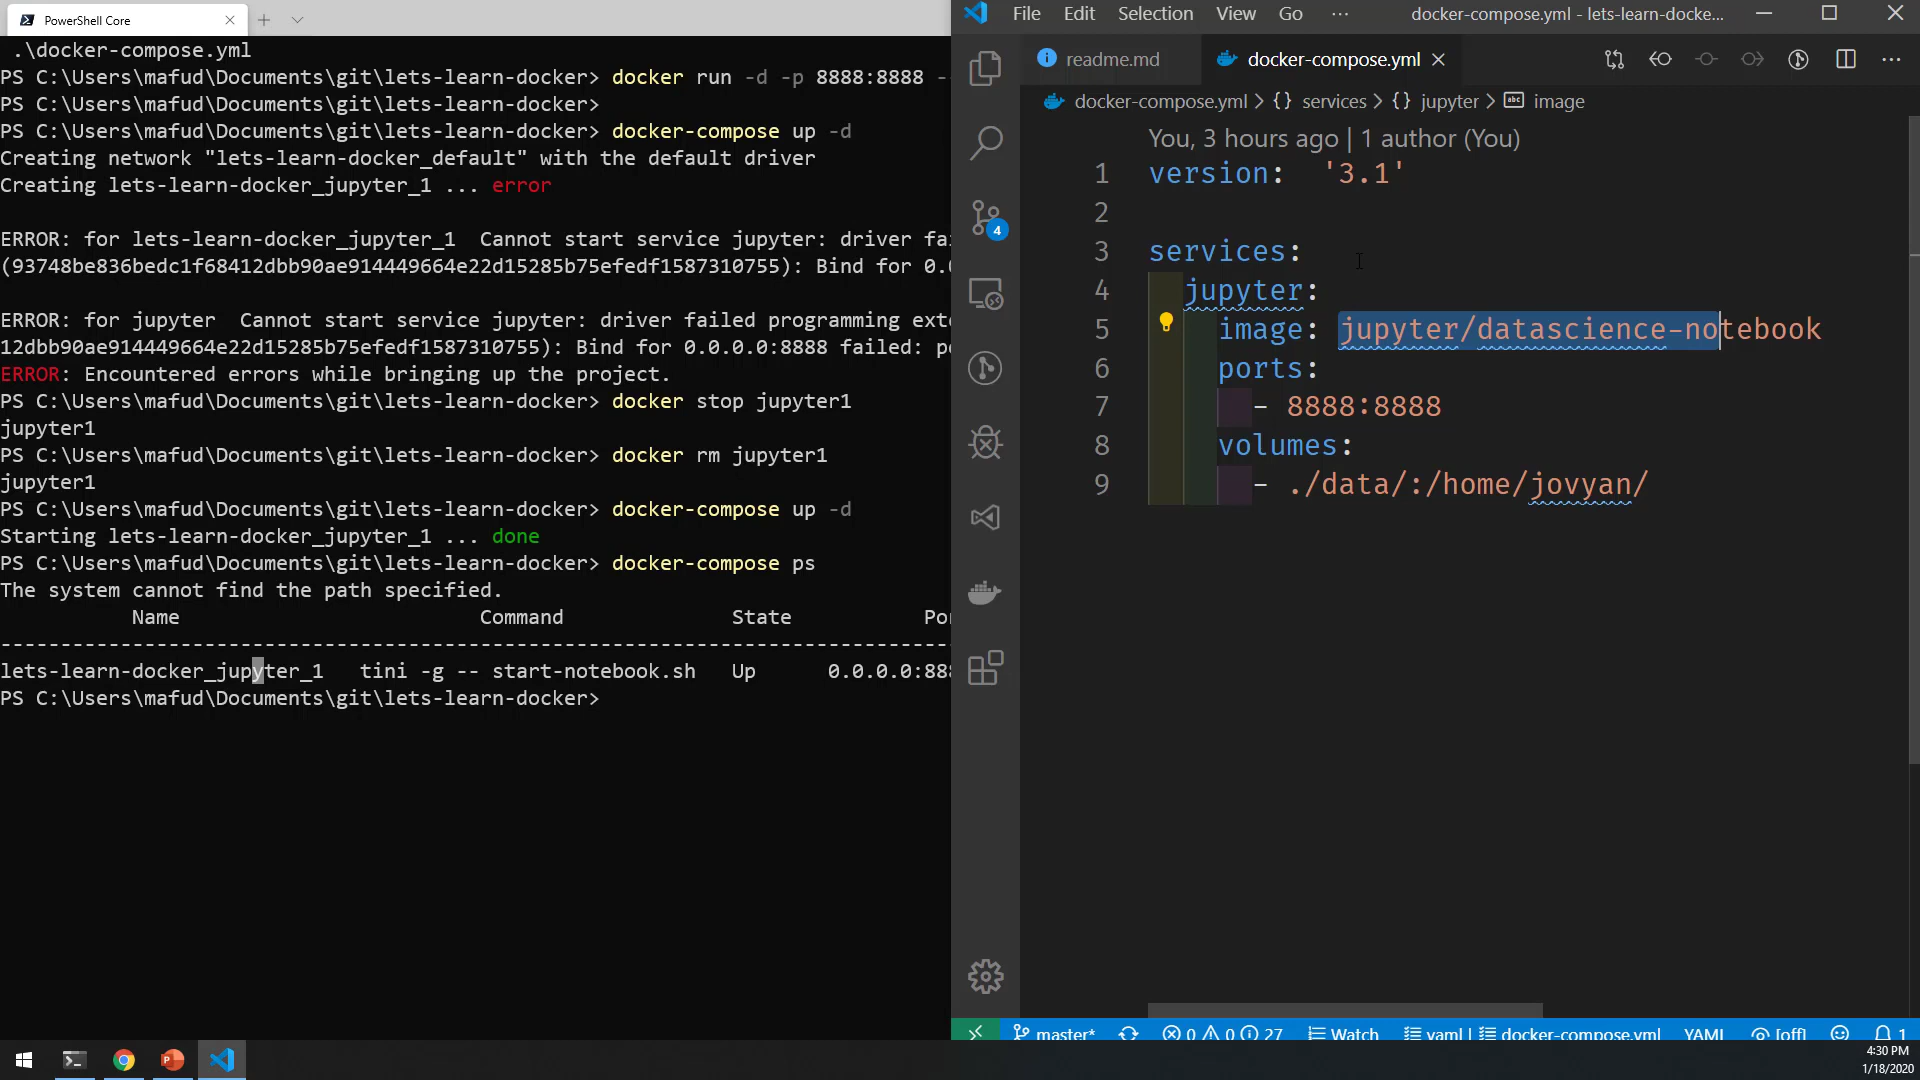 PowerShell Core
.\docker-compose.yml
PS C:\Users\mafud\Documents\git\lets-learn-docker> docker run -d -p 8888:8888 --
PS C:\Users\mafud\Documents\git\lets-learn-docker>
PS C:\Users\mafud\Documents\git\lets-learn-docker> docker-compose up -d
Creating network "lets-learn-docker_default" with the default driver
Creating lets-learn-docker_jupyter_1 ... error
ERROR: for lets-learn-docker_jupyter_1  Cannot start service jupyter: driver fai
(93748be836bedc1f68412dbb90ae914449664e22d15285b75efedf1587310755): Bind for 0.0
ERROR: for jupyter  Cannot start service jupyter: driver failed programming exte
12dbb90ae914449664e22d15285b75efedf1587310755): Bind for 0.0.0.0:8888 failed: po
ERROR: Encountered errors while bringing up the project.
PS C:\Users\mafud\Documents\git\lets-learn-docker> docker stop jupyter1
jupyter1
PS C:\Users\mafud\Documents\git\lets-learn-docker> docker rm jupyter1
jupyter1
PS C:\Users\mafud\Documents\git\lets-learn-docker> docker-compose up -d
Starting lets-learn-docker_jupyter_1 ... done
PS C:\Users\mafud\Documents\git\lets-learn-docker> docker-compose ps
The system cannot find the path specified.
Name Command State Por
--------------------------------------------------------------------------------
lets-learn-docker_jupyter_1   tini -g -- start-notebook.sh   Up      0.0.0.0:888
PS C:\Users\mafud\Documents\git\lets-learn-docker>
File Edit Selection View Go ··· docker-compose.yml - lets-learn-docke...
readme.md docker-compose.yml
docker-compose.yml > {} services > {} jupyter > abc image
You, 3 hours ago | 1 author (You)
1 version:  '3.1'
2
3 services:
4 jupyter:
5 image: jupyter/datascience-notebook
6 ports:
7 - 8888:8888
8 volumes:
9 - ./data/:/home/jovyan/
4
master* 0 0 27 Watch yaml | docker-compose.yml YAML [off] 1
4:30 PM
1/18/2020